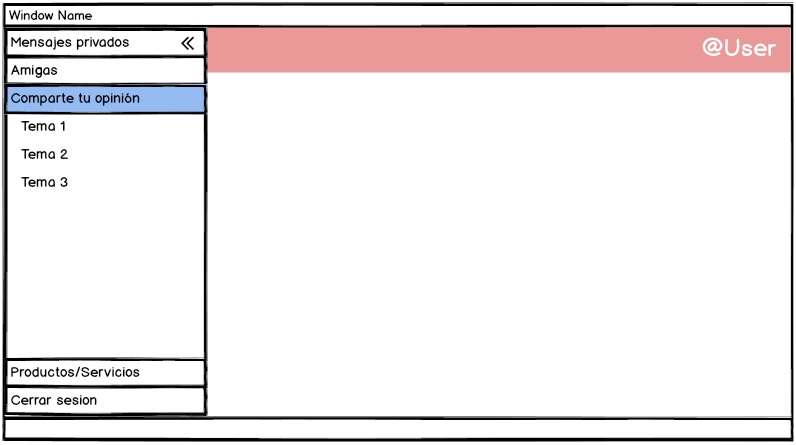 Window Name
Mensajes privados
@User
Amigas
Comparte tu opinión
Tema 1
Tema 2
Tema 3
Productos/Servicios
Cerrar sesion